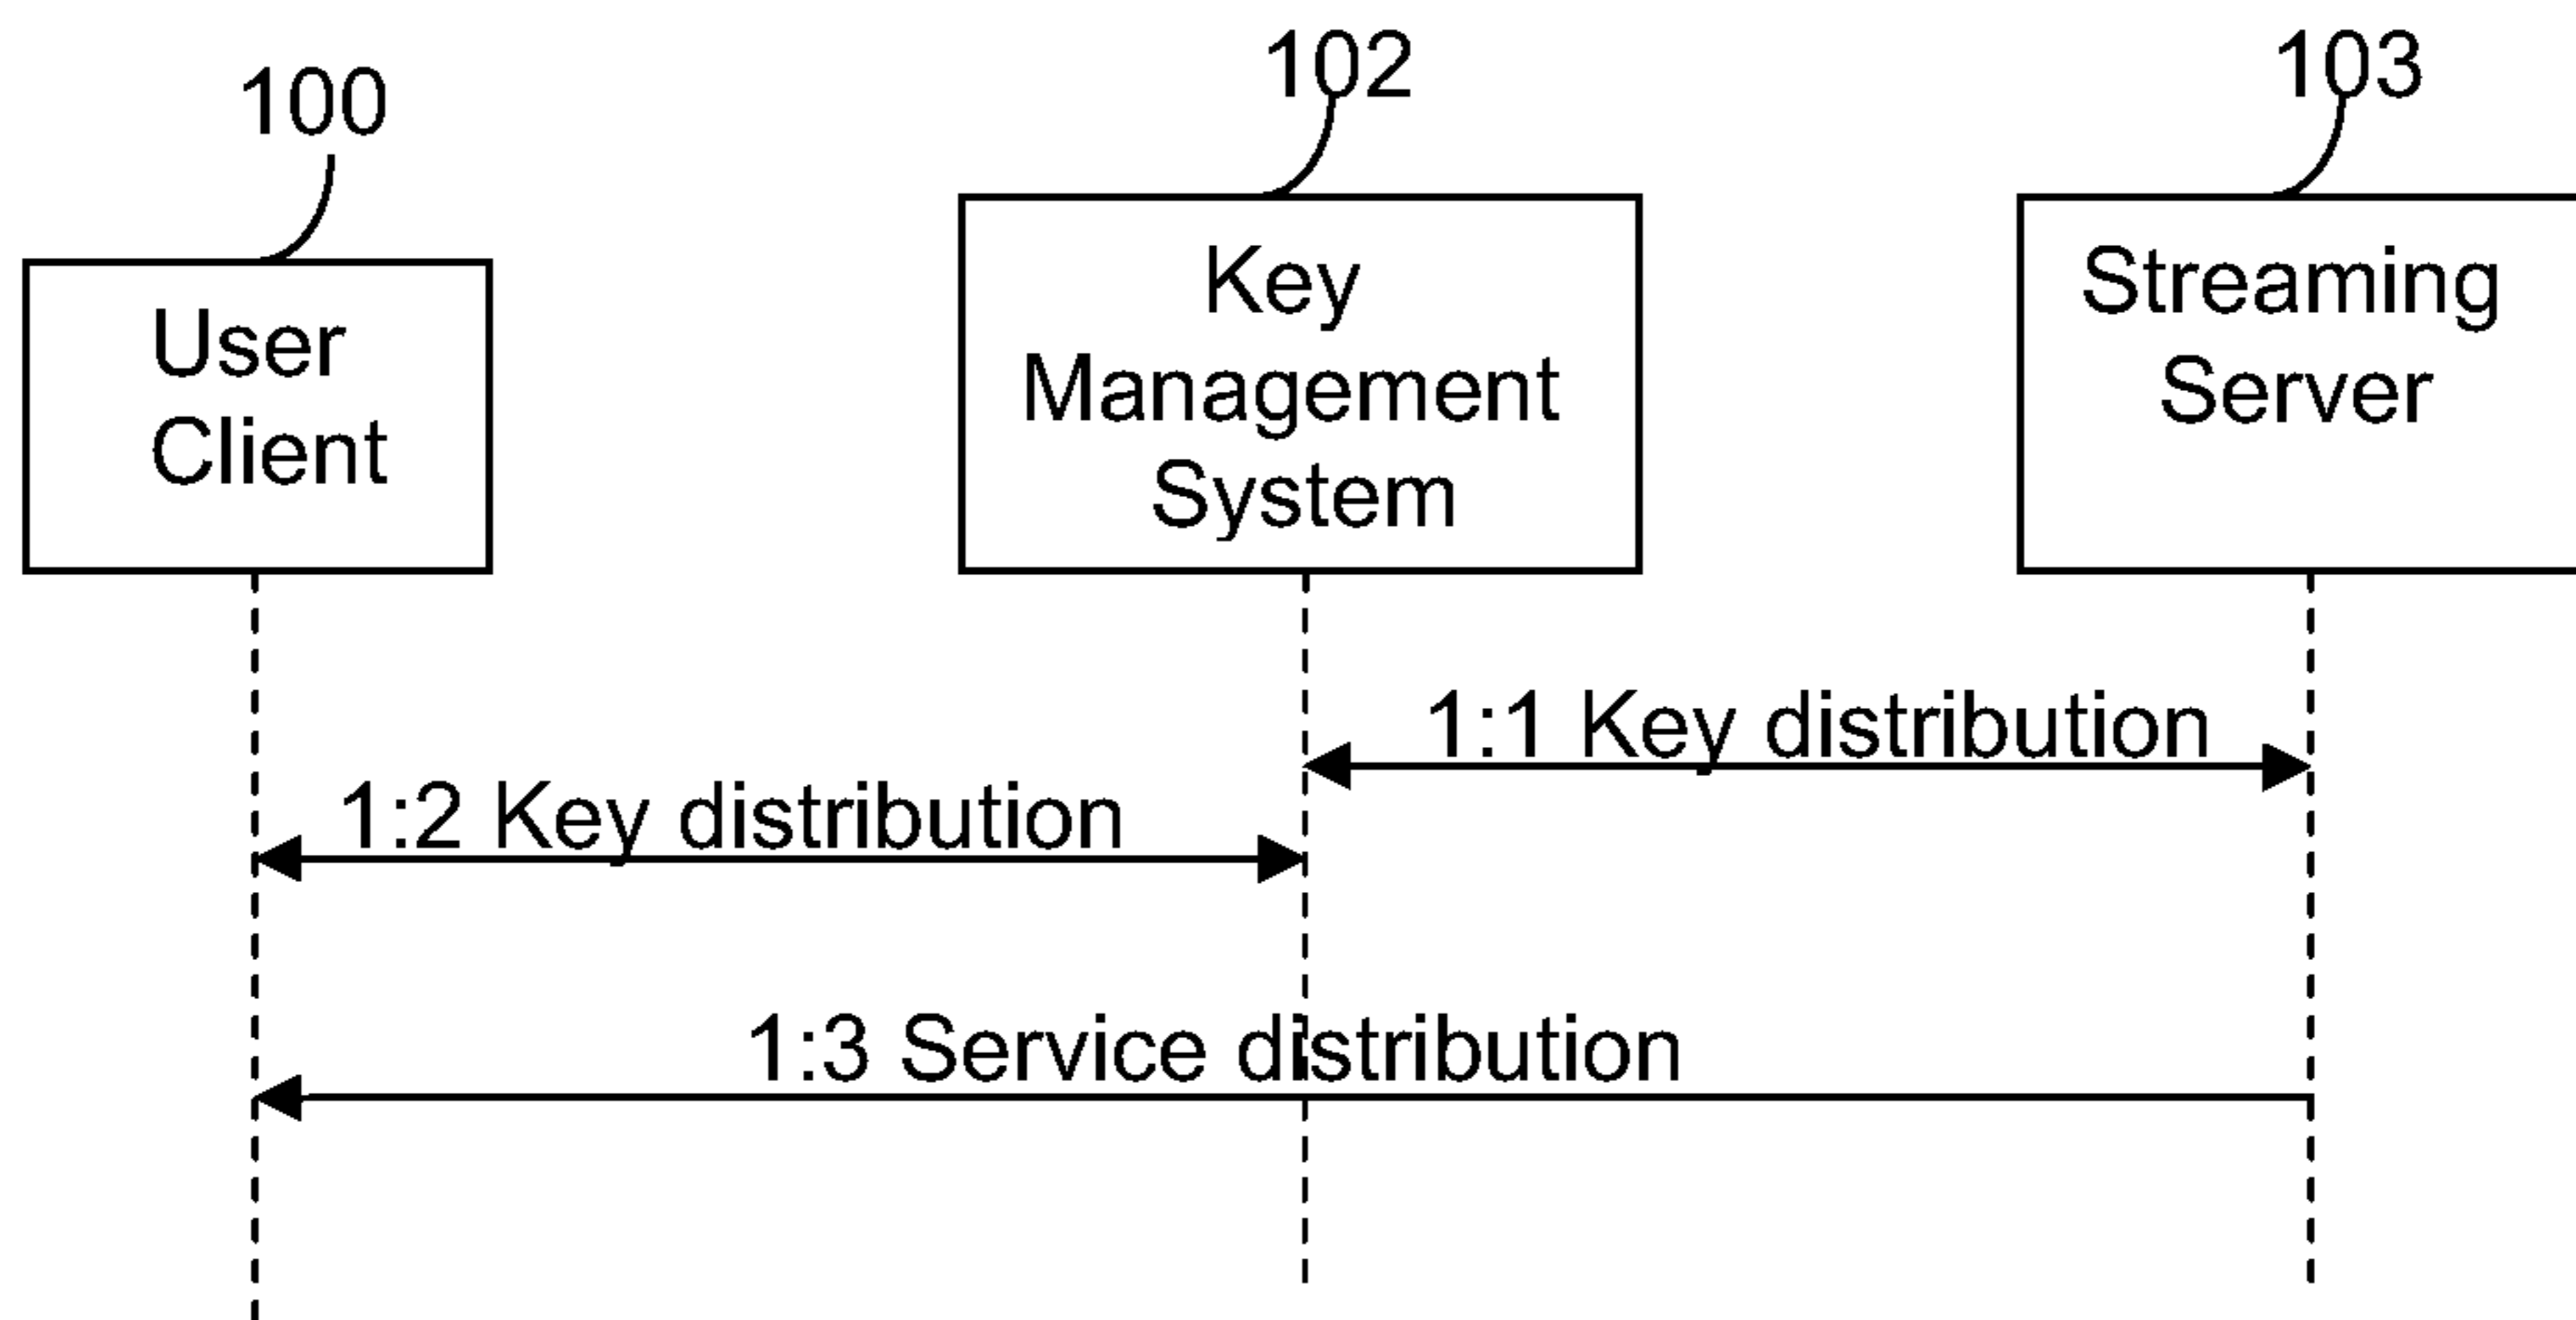 100
102
103
User
Client
Key
Management
System
Streaming
Server
1:1 Key distribution
1:2 Key distribution
1:3 Service distribution